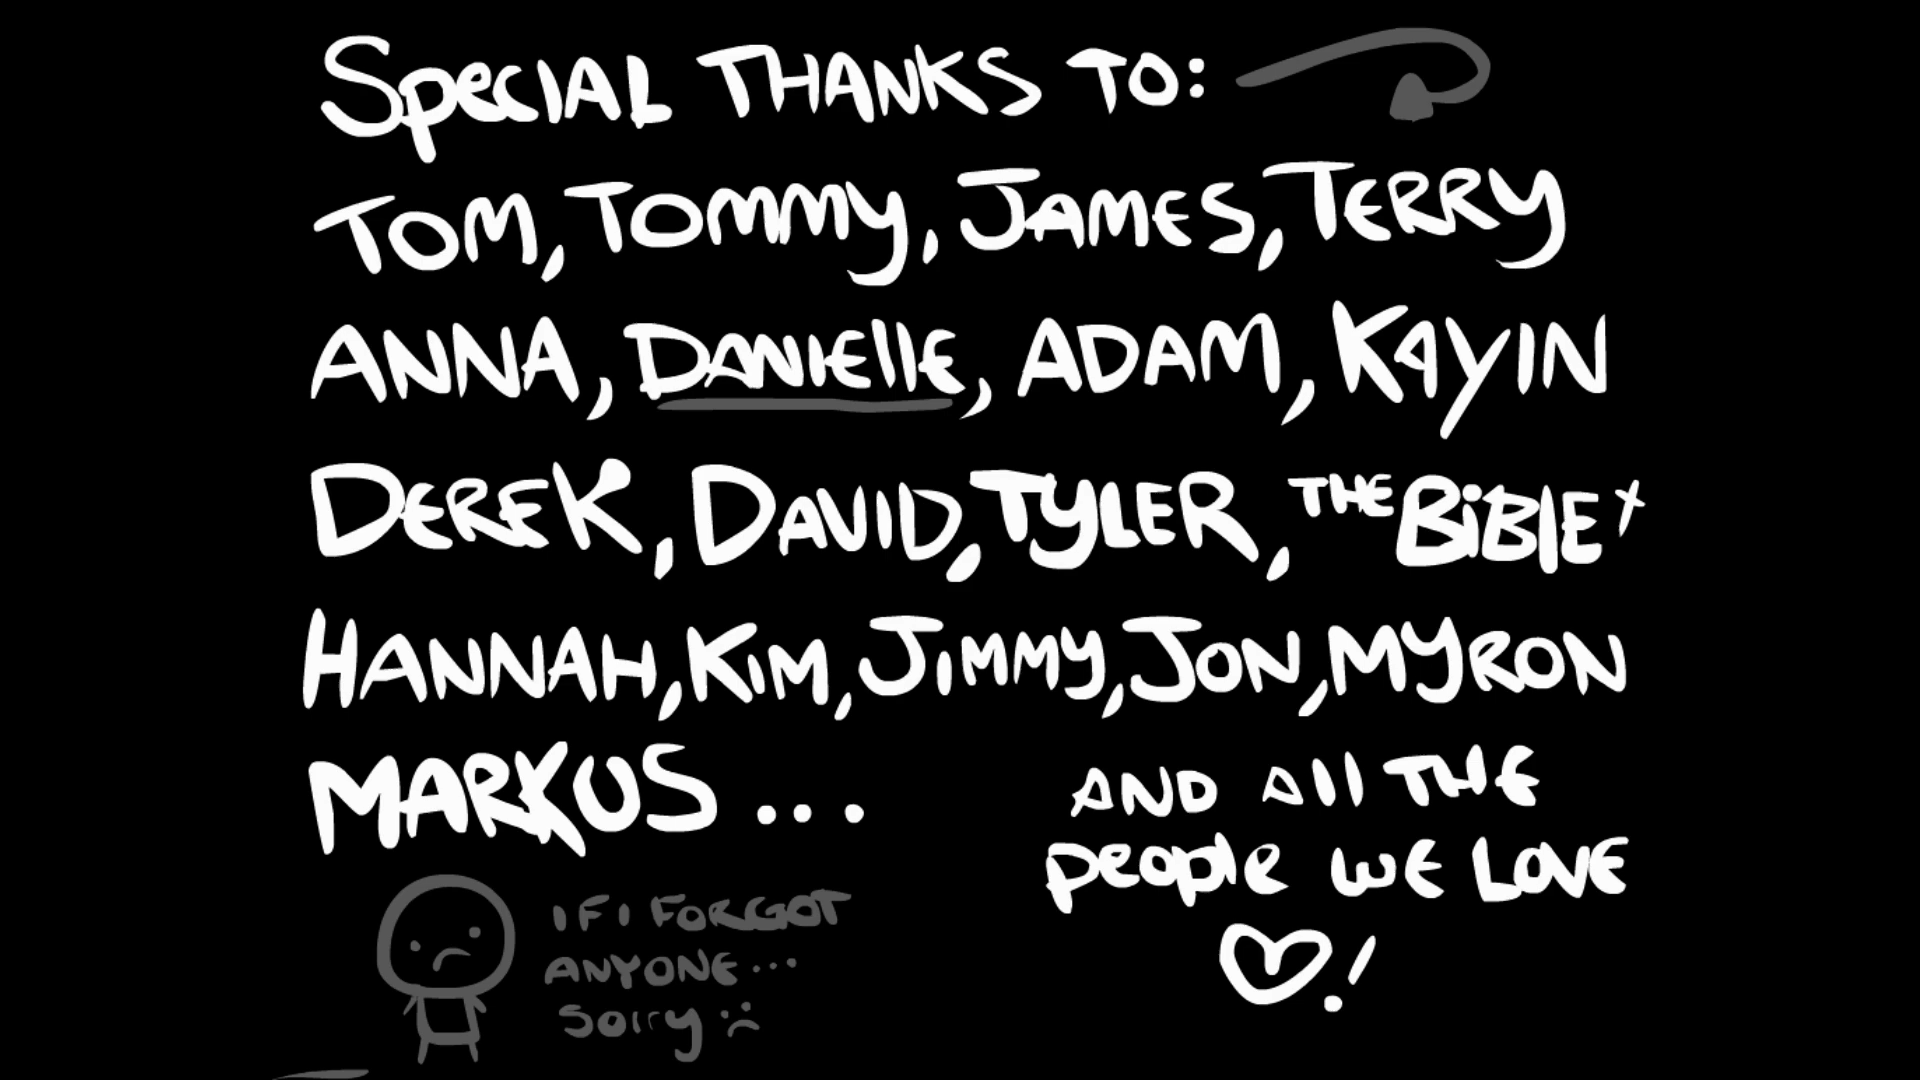 Special THANKS TO:
TOM, TOMMY, JAMES, TERRY
ANNA, DANIElle, ADAM, KAYIN
DEREK, DAVID, TYLER, THE BiBlE+
HANNAH, KiM, JiMMY, JON, MYRON
MARKUS...
AND All THE
people WE LOVE
♡!
IF I FORGOT
ANYONE...
Sorry :(